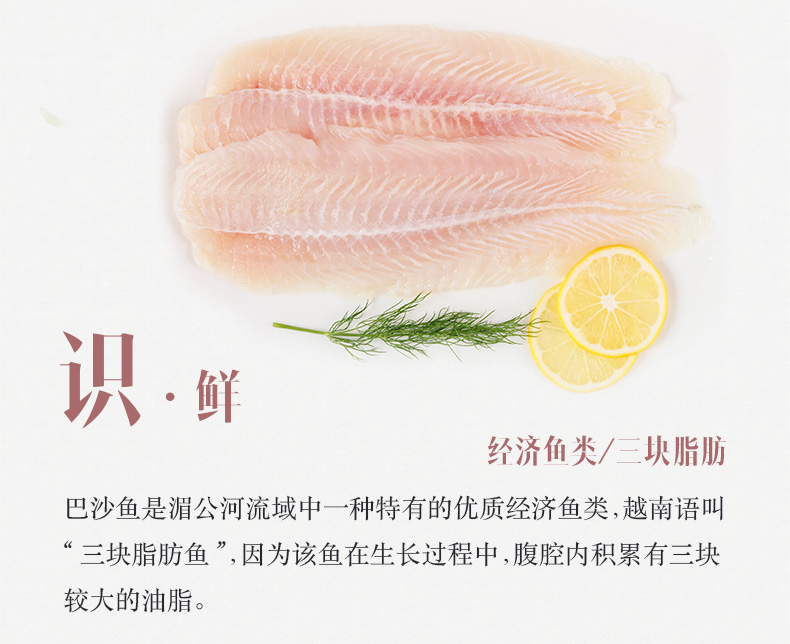 识·鲜
经济鱼类/三块脂肪
巴沙鱼是湄公河流域中一种特有的优质经济鱼类,越南语叫
“三块脂肪鱼”,因为该鱼在生长过程中,腹腔内积累有三块
较大的油脂。